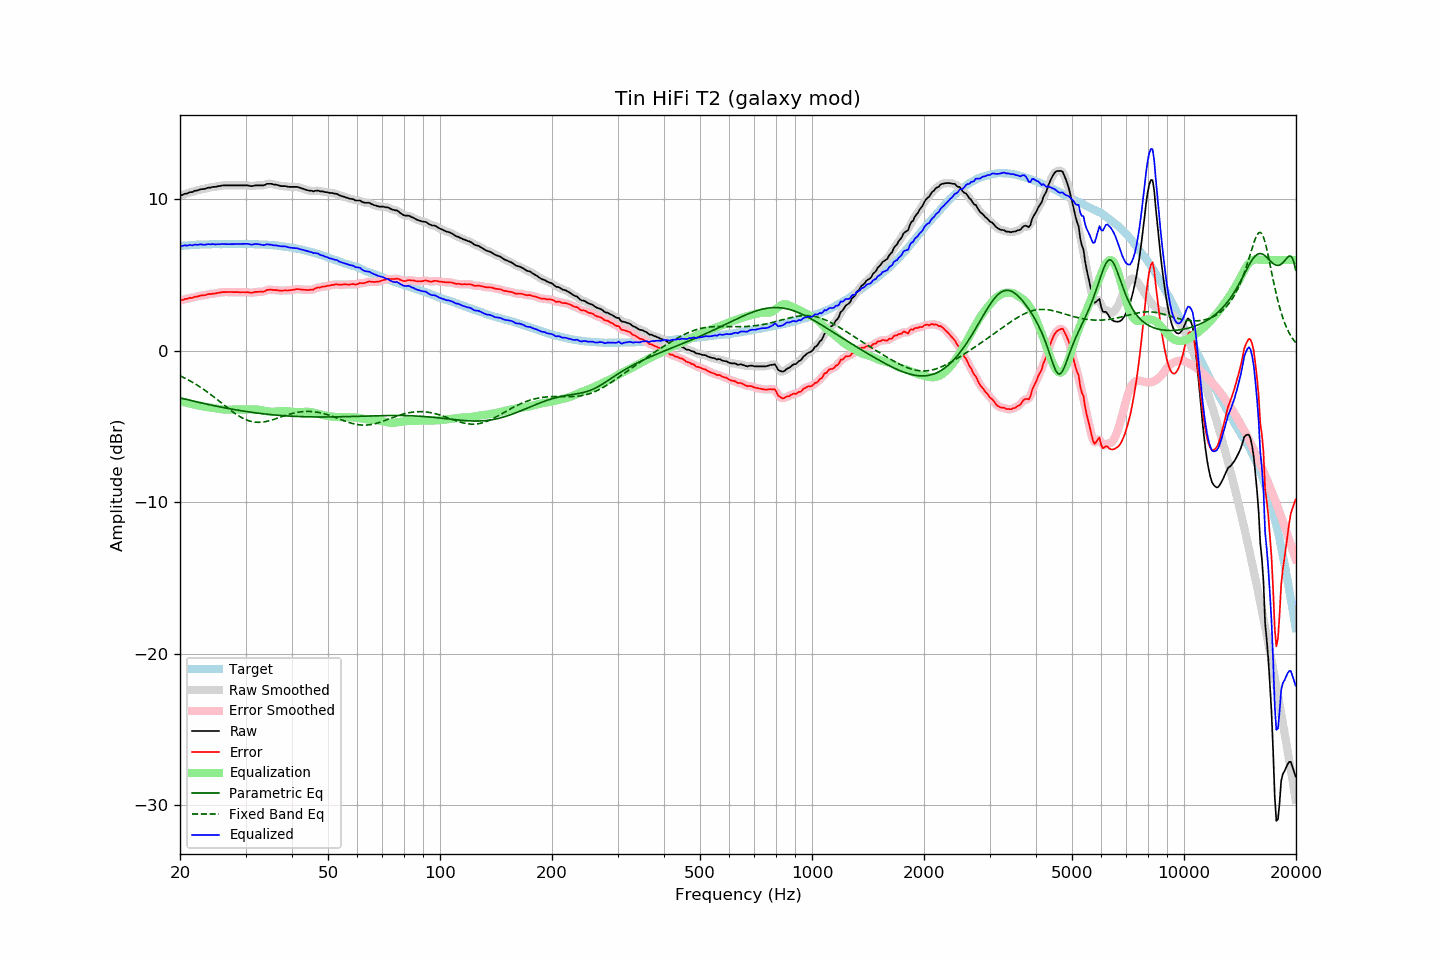 Tin HiFi T2 (galaxy mod)
Amplitude (dBr)
10
0
−10
−20
−30
Target
Raw Smoothed
Error Smoothed
Raw
Error
Equalization
Parametric Eq
Fixed Band Eq
Equalized
20 50 100 200 500 1000 2000 5000 10000 20000
Frequency (Hz)